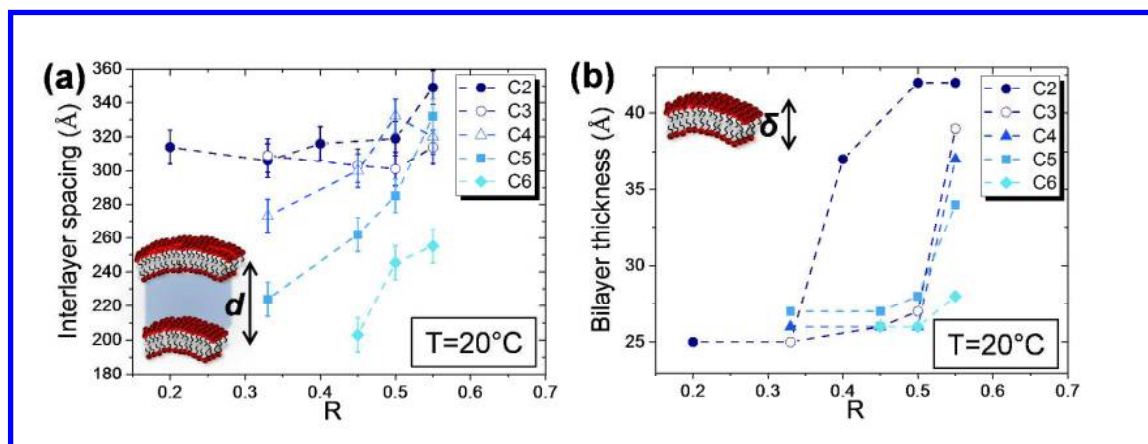 (a)
Interlayer spacing (Å)
360
340
320
300
280
260
240
220
200
180
0.2 0.3 0.4 0.5 0.6 0.7
R
C2
C3
C4
C5
C6
d
T=20°C
(b)
Bilayer thickness (Å)
40
35
30
25
0.2 0.3 0.4 0.5 0.6 0.7
R
C2
C3
C4
C5
C6
δ
T=20°C